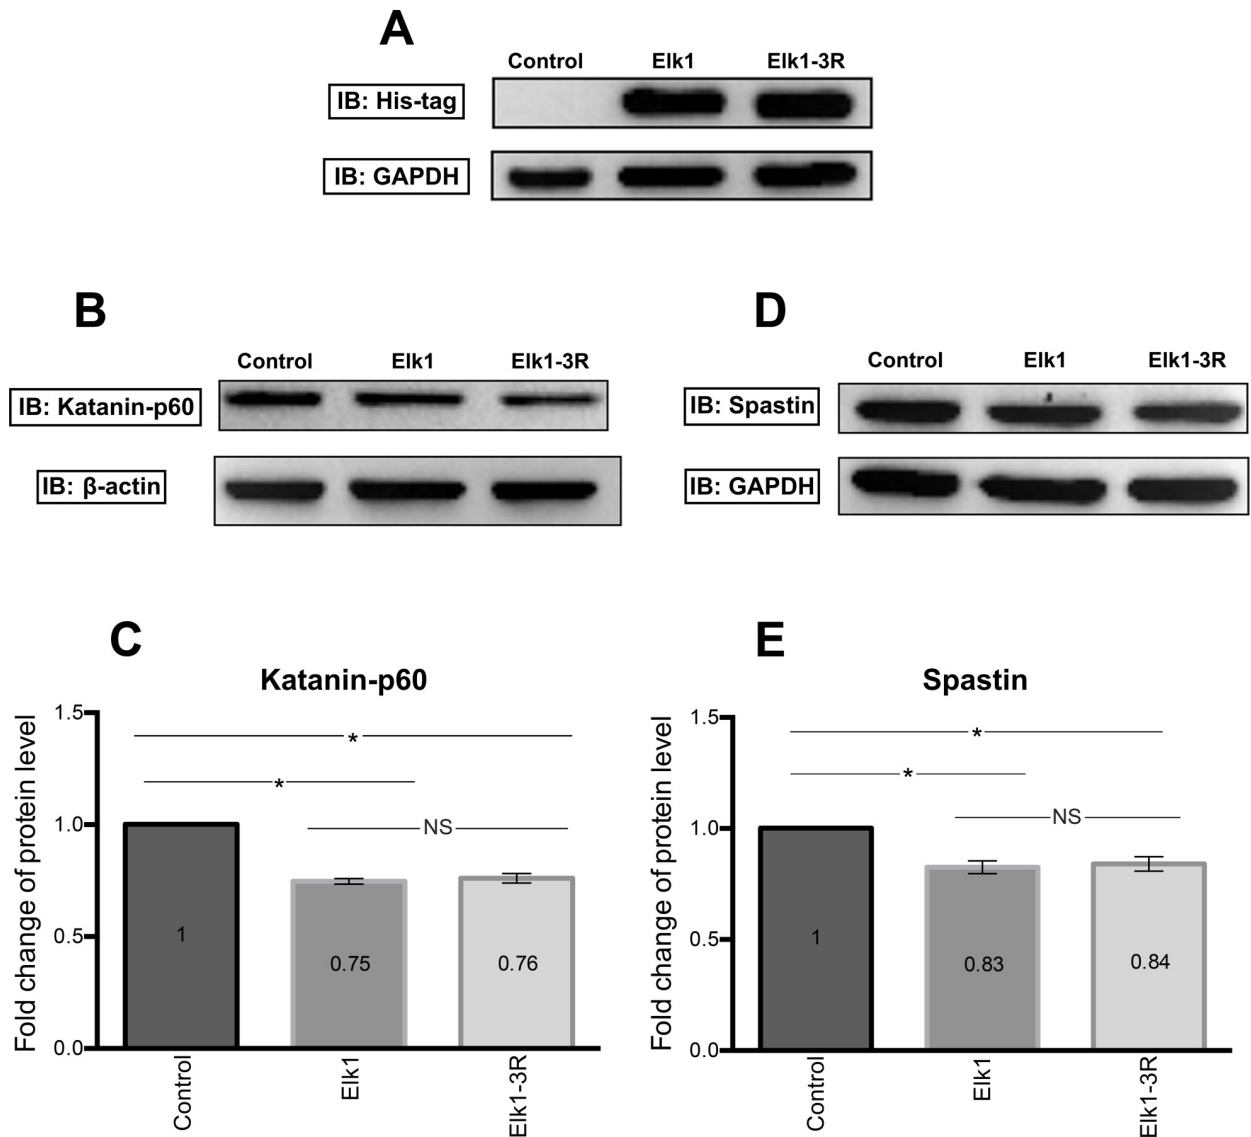 A
Control Elk1 Elk1-3R
IB: His-tag
IB: GAPDH
B
Control Elk1 Elk1-3R
IB: Katanin-p60
IB: β-actin
D
Control Elk1 Elk1-3R
IB: Spastin
IB: GAPDH
C
Katanin-p60
Fold change of protein level
1.5
1.0
0.5
0.0
*
*
NS
1
0.75
0.76
Control
Elk1
Elk1-3R
E
Spastin
Fold change of protein level
1.5
1.0
0.5
0.0
*
*
NS
1
0.83
0.84
Control
Elk1
Elk1-3R